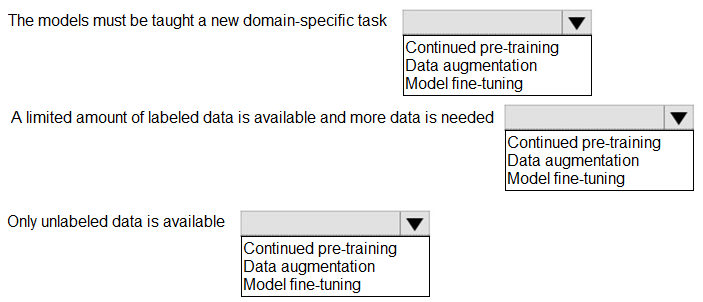 The models must be taught a new domain-specific task
Continued pre-training
Data augmentation
Model fine-tuning
A limited amount of labeled data is available and more data is needed
Continued pre-training
Data augmentation
Model fine-tuning
Only unlabeled data is available
Continued pre-training
Data augmentation
Model fine-tuning